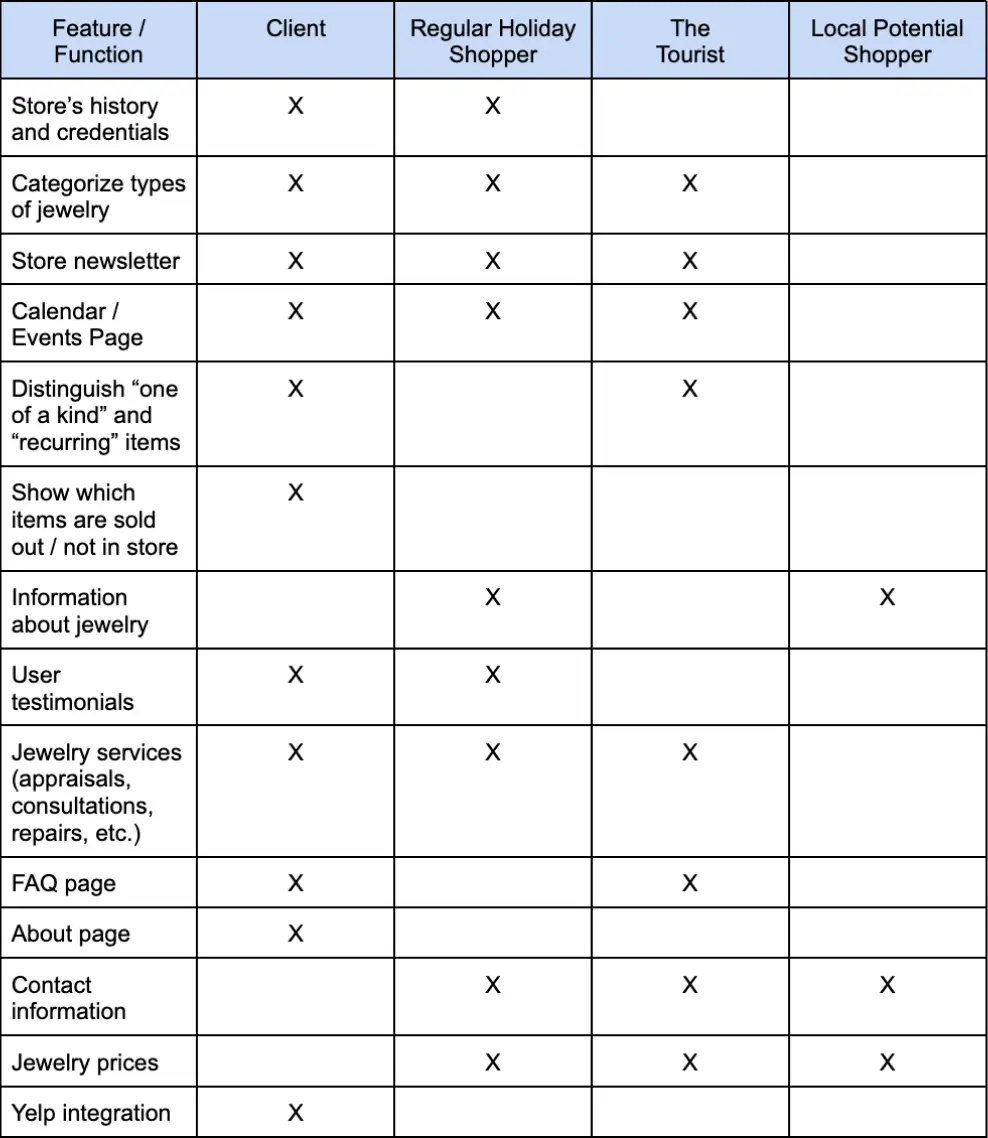 Feature / Client Regular Holiday The Local Potential
Function Shopper Tourist Shopper
Store’s history X X
and credentials
Categorize types X X X
of jewelry
Store newsletter X X X
Calendar / X X X
Events Page
Distinguish “one X X
of a kind” and
“recurring” items
Show which X
items are sold
out / not in store
Information X X
about jewelry
User X X
testimonials
Jewelry services X X X
(appraisals,
consultations,
repairs, etc.)
FAQ page X X
About page X
Contact X X X
information
Jewelry prices X X X
Yelp integration X